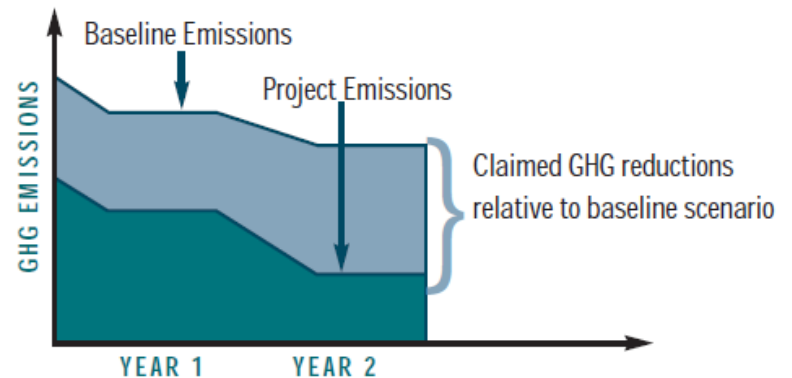 Baseline Emissions
Project Emissions
Claimed GHG reductions
relative to baseline scenario
GHG EMISSIONS
YEAR 1
YEAR 2